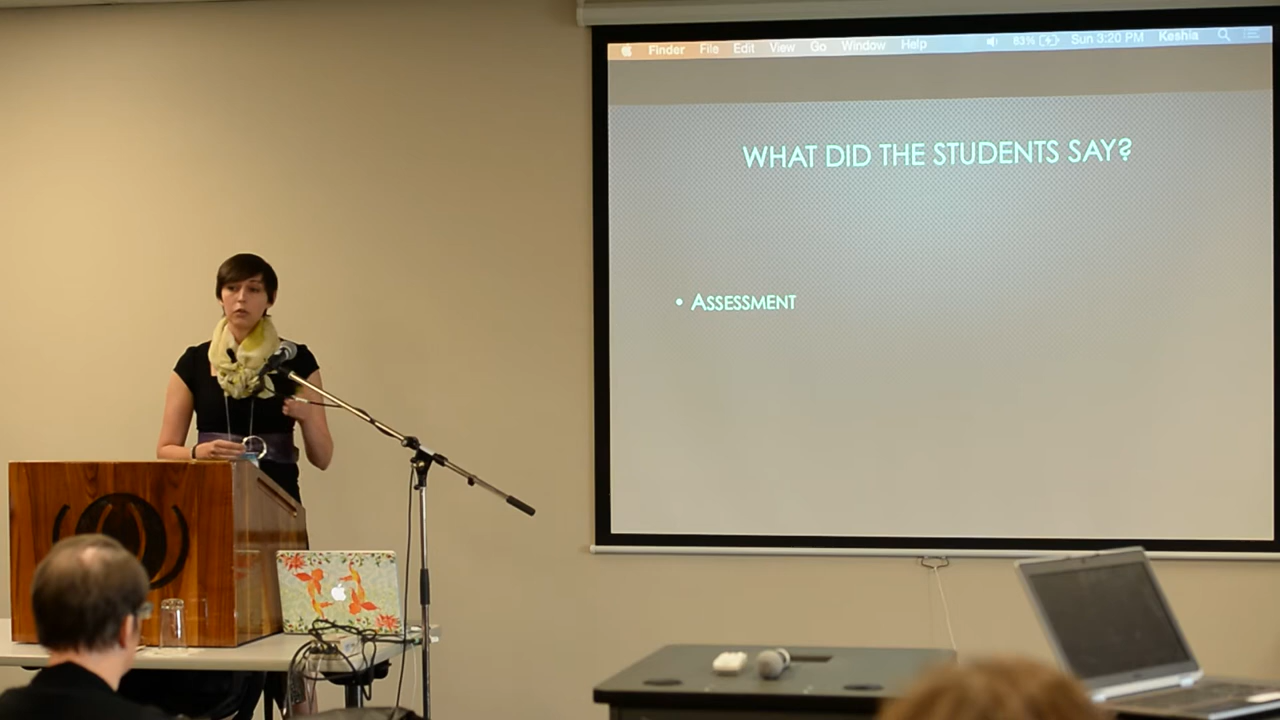 Finder File Edit View Go Window Help 83% Sun 3:20 PM Keshia
WHAT DID THE STUDENTS SAY?
• ASSESSMENT